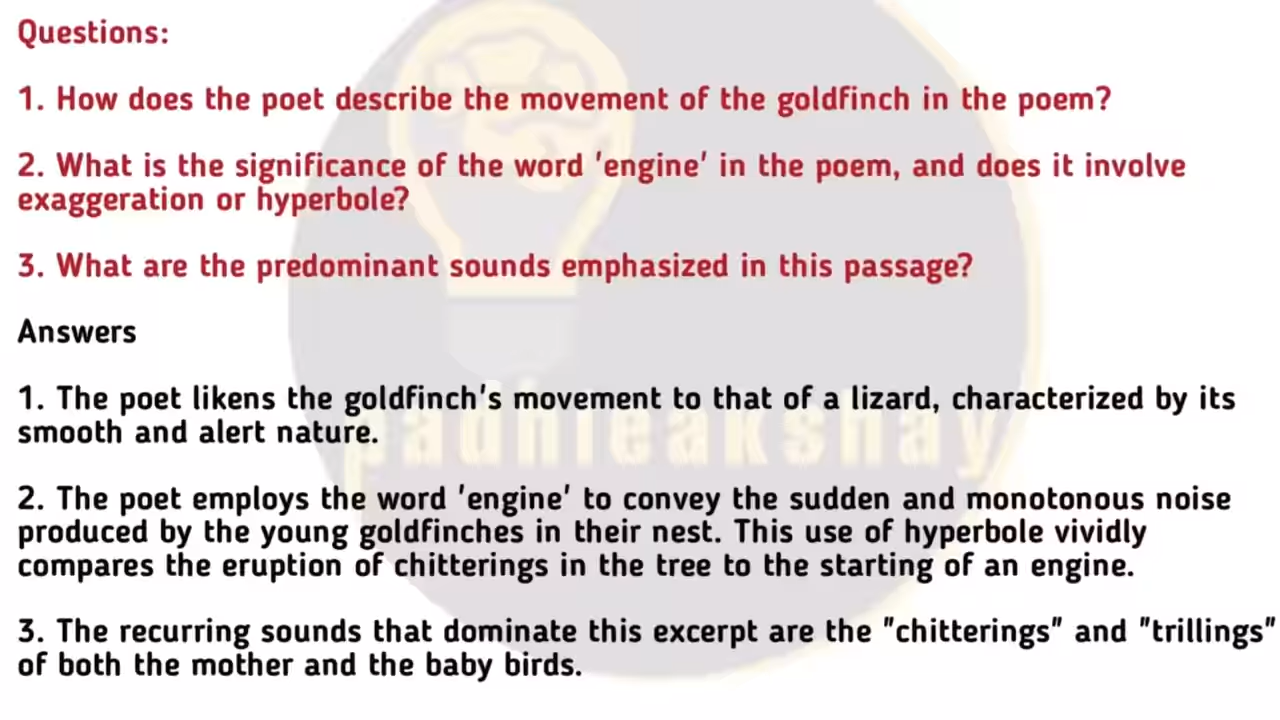 Questions:
1. How does the poet describe the movement of the goldfinch in the poem?
2. What is the significance of the word 'engine' in the poem, and does it involve
exaggeration or hyperbole?
3. What are the predominant sounds emphasized in this passage?
Answers
1. The poet likens the goldfinch's movement to that of a lizard, characterized by its
smooth and alert nature.
padhleakshay
2. The poet employs the word 'engine' to convey the sudden and monotonous noise
produced by the young goldfinches in their nest. This use of hyperbole vividly
compares the eruption of chitterings in the tree to the starting of an engine.
3. The recurring sounds that dominate this excerpt are the "chitterings" and "trillings"
of both the mother and the baby birds.